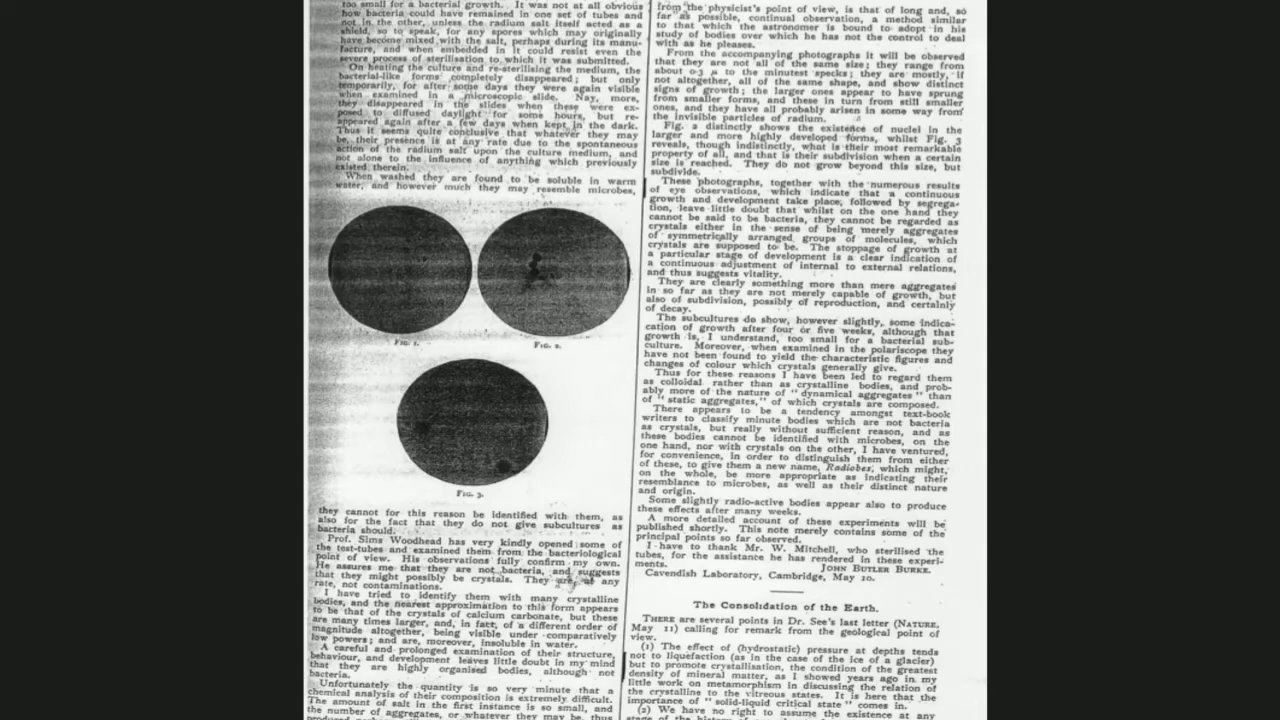 too small for a bacterial growth. It was not at all obvious
how bacteria could have remained in one set of tubes and
not in the other, unless the radium salt itself acted as a
shield, so to speak, for any spores which may originally
have become mixed with the salt, perhaps during its manu-
facture, and when embedded in it could resist even the
severe process of sterilisation to which it was submitted.
On heating the culture and re-sterilising the medium, the
bacterial-like forms completely disappeared; but only
temporarily, for after some days they were again visible
when examined in a microscopic slide. Nay, more,
they disappeared in the slides when these were ex-
posed to diffused daylight for some hours, but re-
appeared again after a few days when kept in the dark.
Thus it seems quite conclusive that whatever they may
be, their presence is at any rate due to the spontaneous
action of the radium salt upon the culture medium, and
not alone to the influence of anything which previously
existed therein.
When washed they are found to be soluble in warm
water, and however much they may resemble microbes,
FIG. 1.
FIG. 2.
FIG. 3.
they cannot for this reason be identified with them, as
also for the fact that they do not give subcultures as
bacteria should.
Prof. Sims Woodhead has very kindly opened some of
the test-tubes and examined them from the bacteriological
point of view. His observations fully confirm my own.
He assures me that they are not bacteria, and suggests
that they might possibly be crystals. They are, at any
rate, not contaminations.
I have tried to identify them with many crystalline
bodies, and the nearest approximation to this form appears
to be that of the crystals of calcium carbonate, but these
are many times larger, and, in fact, of a different order of
magnitude altogether, being visible under comparatively
low powers; and are, moreover, insoluble in water.
A careful and prolonged examination of their structure,
behaviour, and development leaves little doubt in my mind
that they are highly organised bodies, although not
bacteria.
Unfortunately the quantity is so very minute that a
chemical analysis of their composition is extremely difficult.
The amount of salt in the first instance is so small, and
the number of aggregates, or whatever they may be, thus
from the physicist's point of view, is that of long and, so
far as possible, continual observation, a method similar
to that which the astronomer is bound to adopt in his
study of bodies over which he has not the control to deal
with as he pleases.
From the accompanying photographs it will be observed
that they are not all of the same size; they range from
about 0·3 μ to the minutest specks; they are mostly, if
not altogether, all of the same shape, and show distinct
signs of growth; the larger ones appear to have sprung
from smaller forms, and these in turn from still smaller
ones, and they have all probably arisen in some way from
the invisible particles of radium.
Fig. 2 distinctly shows the existence of nuclei in the
larger and more highly developed forms, whilst Fig. 3
reveals, though indistinctly, what is their most remarkable
property of all, and that is their subdivision when a certain
size is reached. They do not grow beyond this size, but
subdivide.
These photographs, together with the numerous results
of eye observations, which indicate that a continuous
growth and development take place, followed by segrega-
tion, leave little doubt that whilst on the one hand they
cannot be said to be bacteria, they cannot be regarded as
crystals either in the sense of being merely aggregates
of symmetrically arranged groups of molecules, which
crystals are supposed to be. The stoppage of growth at
a particular stage of development is a clear indication of
a continuous adjustment of internal to external relations,
and thus suggests vitality.
They are clearly something more than mere aggregates
in so far as they are not merely capable of growth, but
also of subdivision, possibly of reproduction, and certainly
of decay.
The subcultures do show, however slightly, some indica-
cation of growth after four or five weeks, although that
growth is, I understand, too small for a bacterial sub-
culture. Moreover, when examined in the polariscope they
have not been found to yield the characteristic figures and
changes of colour which crystals generally give.
Thus for these reasons I have been led to regard them
as colloidal rather than as crystalline bodies, and prob-
ably more of the nature of " dynamical aggregates " than
of " static aggregates," of which crystals are composed.
There appears to be a tendency amongst text-book
writers to classify minute bodies which are not bacteria
as crystals, but really without sufficient reason, and as
these bodies cannot be identified with microbes, on the
one hand, nor with crystals on the other, I have ventured,
for convenience, in order to distinguish them from either
of these, to give them a new name, Radiobes, which might,
on the whole, be more appropriate as indicating their
resemblance to microbes, as well as their distinct nature
and origin.
Some slightly radio-active bodies appear also to produce
these effects after many weeks.
A more detailed account of these experiments will be
published shortly. This note merely contains some of the
principal points so far observed.
I have to thank Mr. W. Mitchell, who sterilised the
tubes, for the assistance he has rendered in these experi-
ments.
JOHN BUTLER BURKE.
Cavendish Laboratory, Cambridge, May 10.
The Consolidation of the Earth.
THERE are several points in Dr. See's last letter (NATURE,
May 11) calling for remark from the geological point of
view.
(1) The effect of (hydrostatic) pressure at depths tends
not to liquefaction (as in the case of the ice of a glacier)
but to promote crystallisation, the condition of the greatest
density of mineral matter, as I showed years ago in my
little work on metamorphism in discussing the relation of
the crystalline to the vitreous states. It is here that the
importance of " solid-liquid critical state " comes in.
(2) We have no right to assume the existence at any